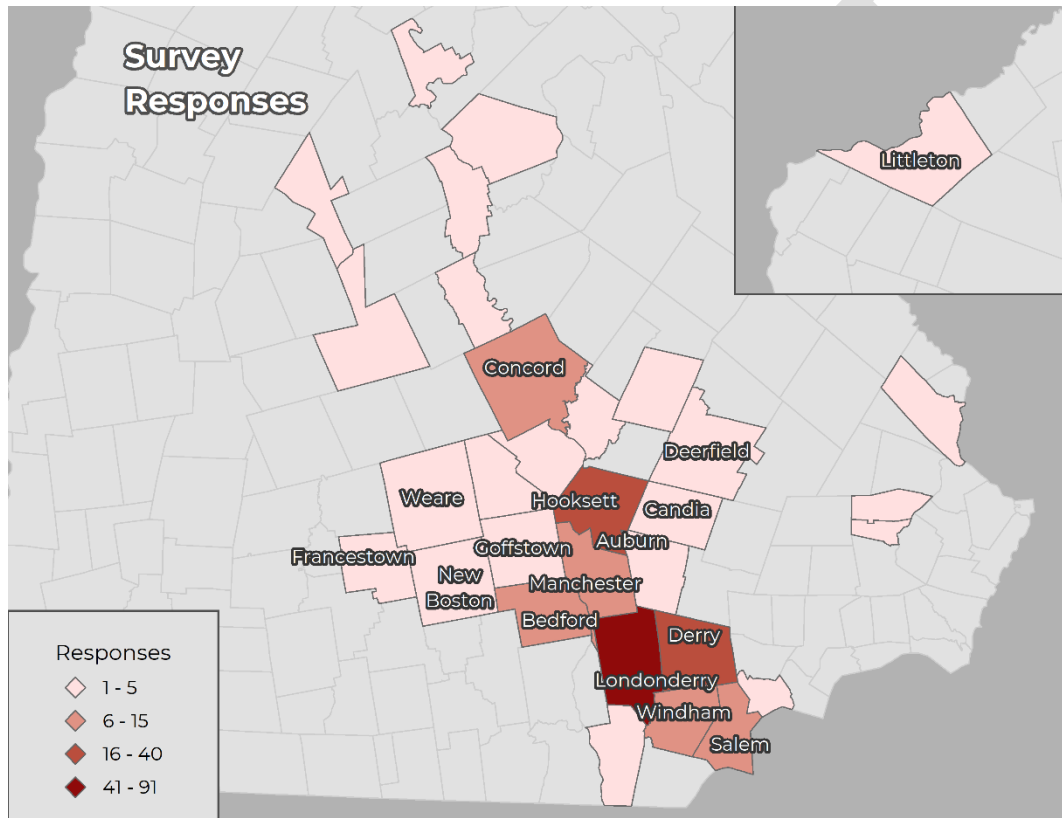 Survey
Responses
Littleton
Concord
Deerfield
Weare
Hooksett
Candia
Francestown
Goffstown
Auburn
New
Boston
Manchester
Bedford
Derry
Londonderry
Windham
Salem
Responses
1 - 5
6 - 15
16 - 40
41 - 91